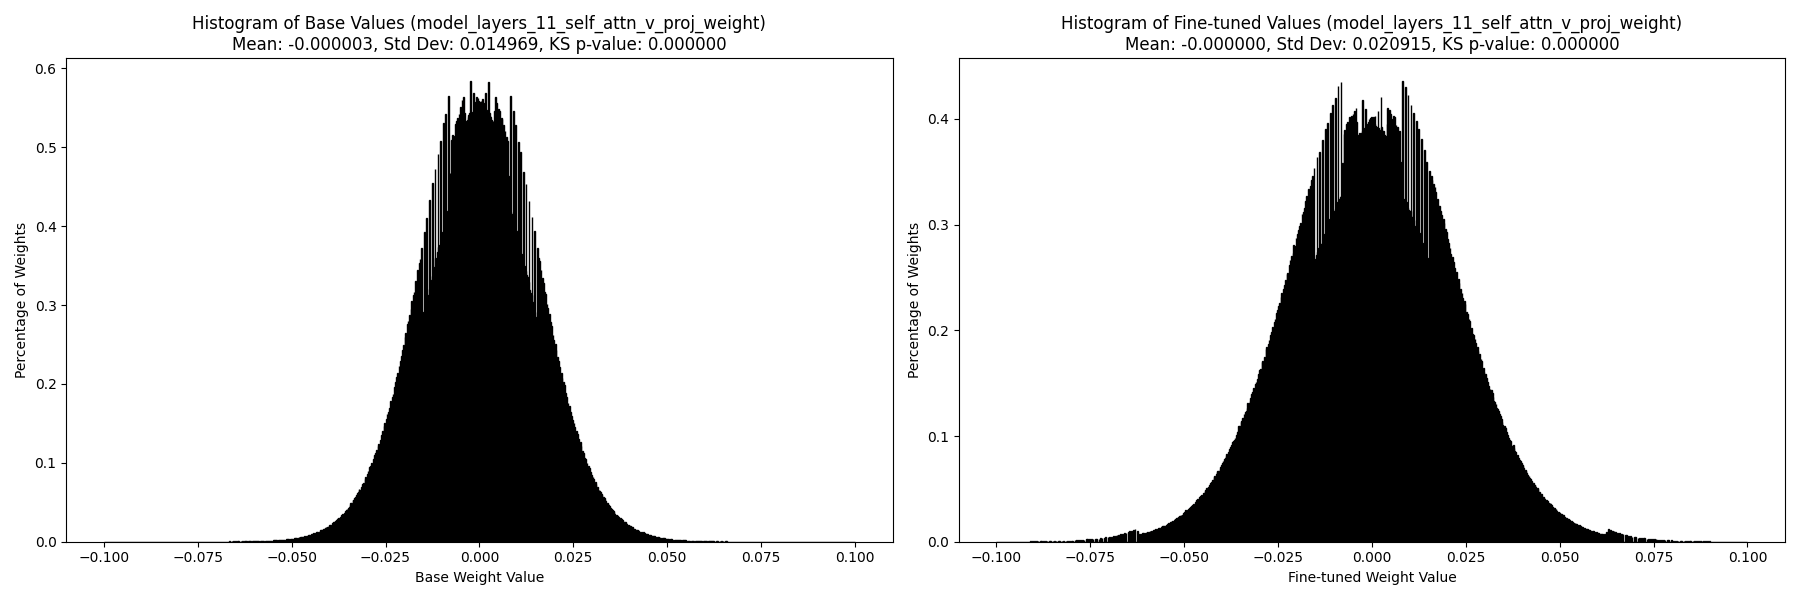 Histogram of Base Values (model_layers_11_self_attn_v_proj_weight)
Mean: -0.000003, Std Dev: 0.014969, KS p-value: 0.000000
0.6
0.5
0.4
0.3
0.2
0.1
0.0
Percentage of Weights
−0.100 −0.075 −0.050 −0.025 0.000 0.025 0.050 0.075 0.100
Base Weight Value
Histogram of Fine-tuned Values (model_layers_11_self_attn_v_proj_weight)
Mean: -0.000000, Std Dev: 0.020915, KS p-value: 0.000000
0.4
0.3
0.2
0.1
0.0
Percentage of Weights
−0.100 −0.075 −0.050 −0.025 0.000 0.025 0.050 0.075 0.100
Fine-tuned Weight Value